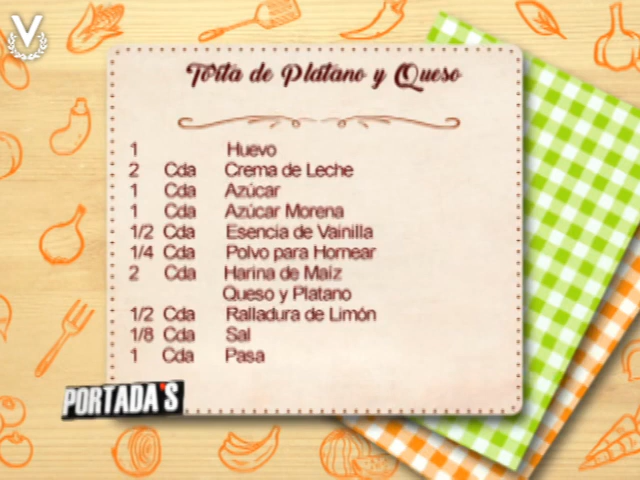 V
Torta de Platano y Queso
1 Huevo
2 Cda Crema de Leche
1 Cda Azúcar
1 Cda Azúcar Morena
1/2 Cda Esencia de Vainilla
1/4 Cda Polvo para Hornear
2 Cda Harina de Maíz
Queso y Platano
1/2 Cda Ralladura de Limón
1/8 Cda Sal
1 Cda Pasa
PORTADA'S